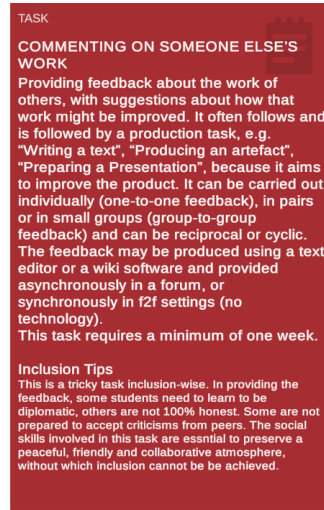 TASK
COMMENTING ON SOMEONE ELSE'S
WORK
Providing feedback about the work of
others, with suggestions about how that
work might be improved. It often follows and
is followed by a production task, e.g.
“Writing a text”, “Producing an artefact”,
“Preparing a Presentation”, because it aims
to improve the product. It can be carried out
individually (one-to-one feedback), in pairs
or in small groups (group-to-group
feedback) and can be reciprocal or cyclic.
The feedback may be produced using a text
editor or a wiki software and provided
asynchronously in a forum, or
synchronously in f2f settings (no
technology).
This task requires a minimum of one week.
Inclusion Tips
This is a tricky task inclusion-wise. In providing the
feedback, some students need to learn to be
diplomatic, others are not 100% honest. Some are not
prepared to accept criticisms from peers. The social
skills involved in this task are essntial to preserve a
peaceful, friendly and collaborative atmosphere,
without which inclusion cannot be be achieved.